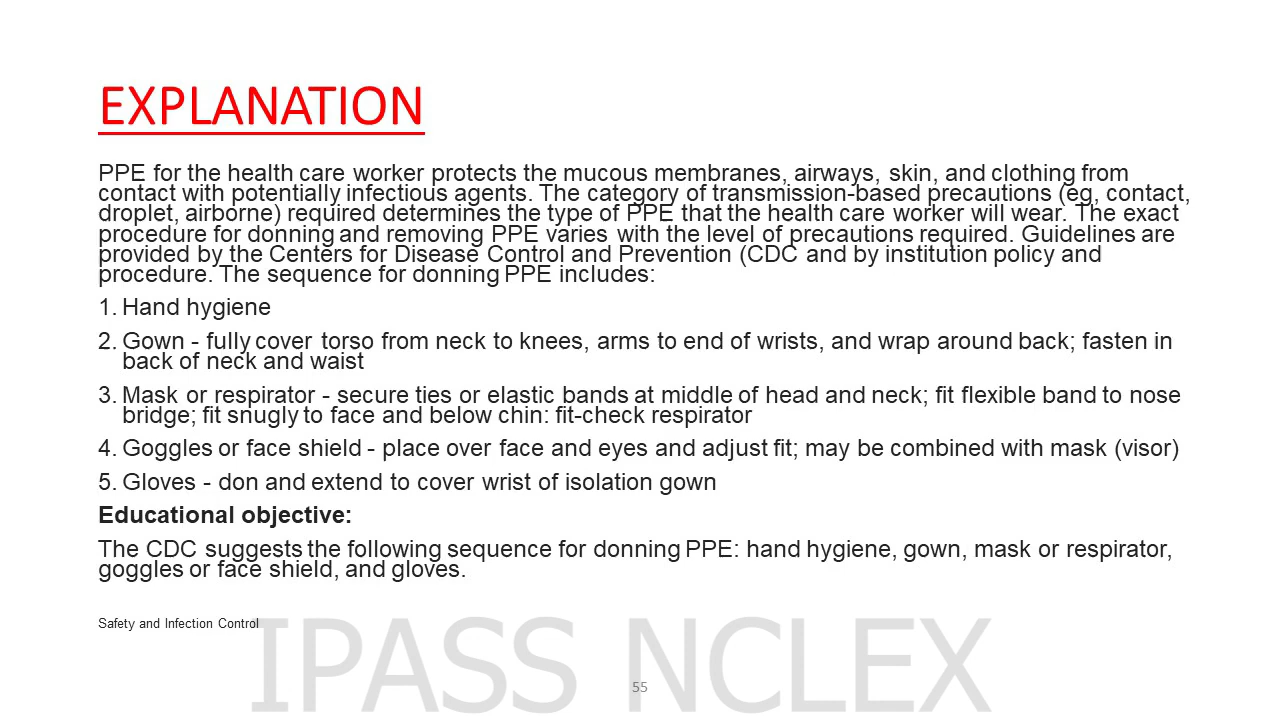 EXPLANATION
PPE for the health care worker protects the mucous membranes, airways, skin, and clothing from
contact with potentially infectious agents. The category of transmission-based precautions (eg, contact,
droplet, airborne) required determines the type of PPE that the health care worker will wear. The exact
procedure for donning and removing PPE varies with the level of precautions required. Guidelines are
provided by the Centers for Disease Control and Prevention (CDC and by institution policy and
procedure. The sequence for donning PPE includes:
1. Hand hygiene
2. Gown - fully cover torso from neck to knees, arms to end of wrists, and wrap around back; fasten in
back of neck and waist
3. Mask or respirator - secure ties or elastic bands at middle of head and neck; fit flexible band to nose
bridge; fit snugly to face and below chin: fit-check respirator
4. Goggles or face shield - place over face and eyes and adjust fit; may be combined with mask (visor)
5. Gloves - don and extend to cover wrist of isolation gown
Educational objective:
The CDC suggests the following sequence for donning PPE: hand hygiene, gown, mask or respirator,
goggles or face shield, and gloves.
Safety and Infection Control
IPASS NCLEX
55